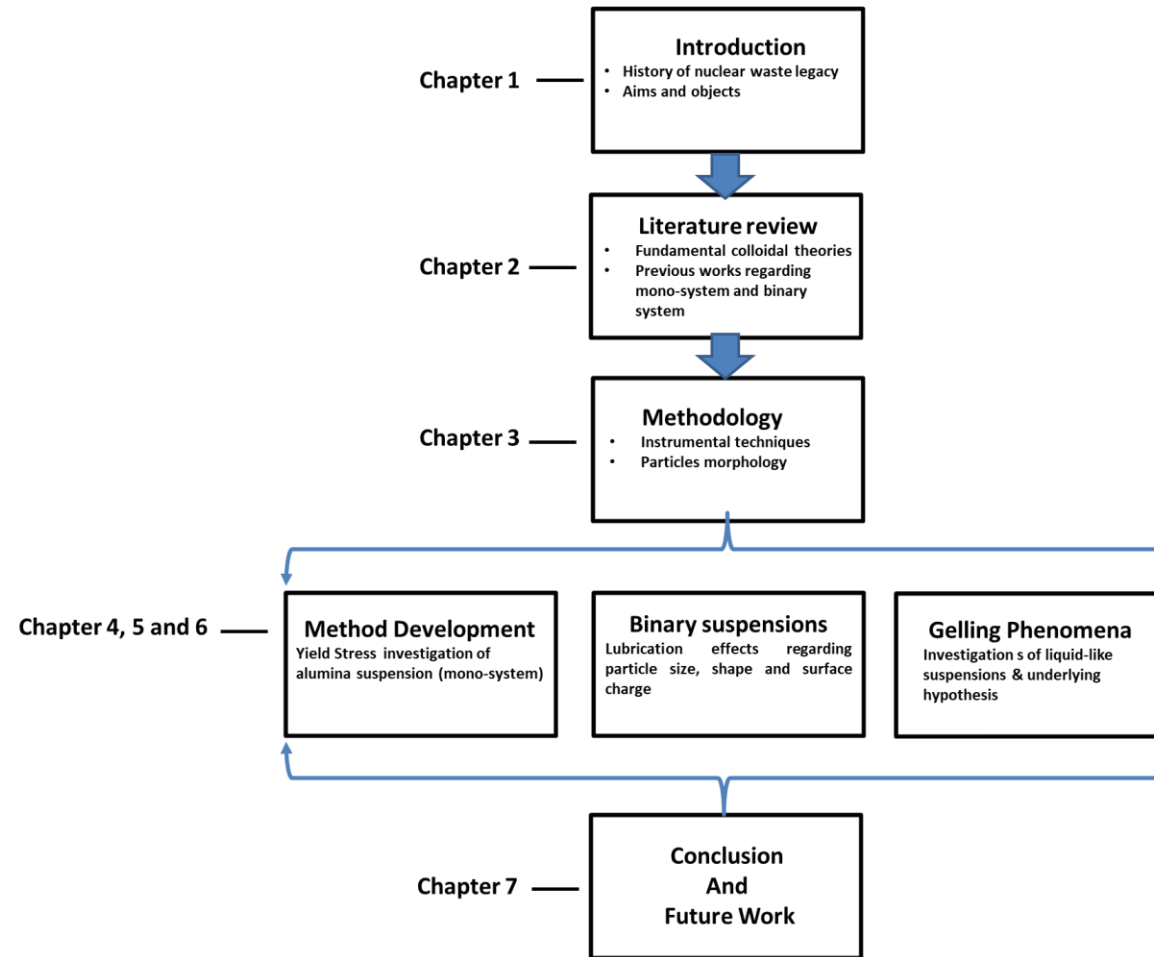 Introduction
• History of nuclear waste legacy
• Aims and objects
Chapter 1
Literature review
• Fundamental colloidal theories
• Previous works regarding
mono-system and binary
system
Chapter 2
Methodology
• Instrumental techniques
• Particles morphology
Chapter 3
Chapter 4, 5 and 6
Method Development
Yield Stress investigation of
alumina suspension (mono-system)
Binary suspensions
Lubrication effects regarding
particle size, shape and surface
charge
Gelling Phenomena
Investigation s of liquid-like
suspensions & underlying
hypothesis
Conclusion
And
Future Work
Chapter 7